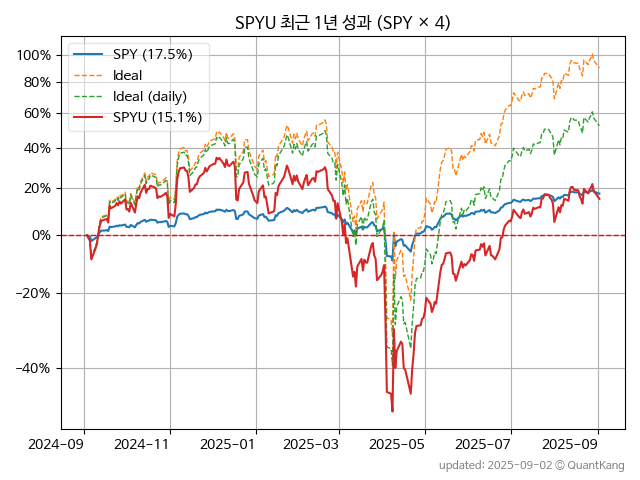 SPYU 최근 1년 성과 (SPY × 4)
SPY (17.5%)
Ideal
Ideal (daily)
SPYU (15.1%)
100%
80%
60%
40%
20%
0%
−20%
−40%
2024−09
2024−11
2025−01
2025−03
2025−05
2025−07
2025−09
updated: 2025-09-02 © QuantKang